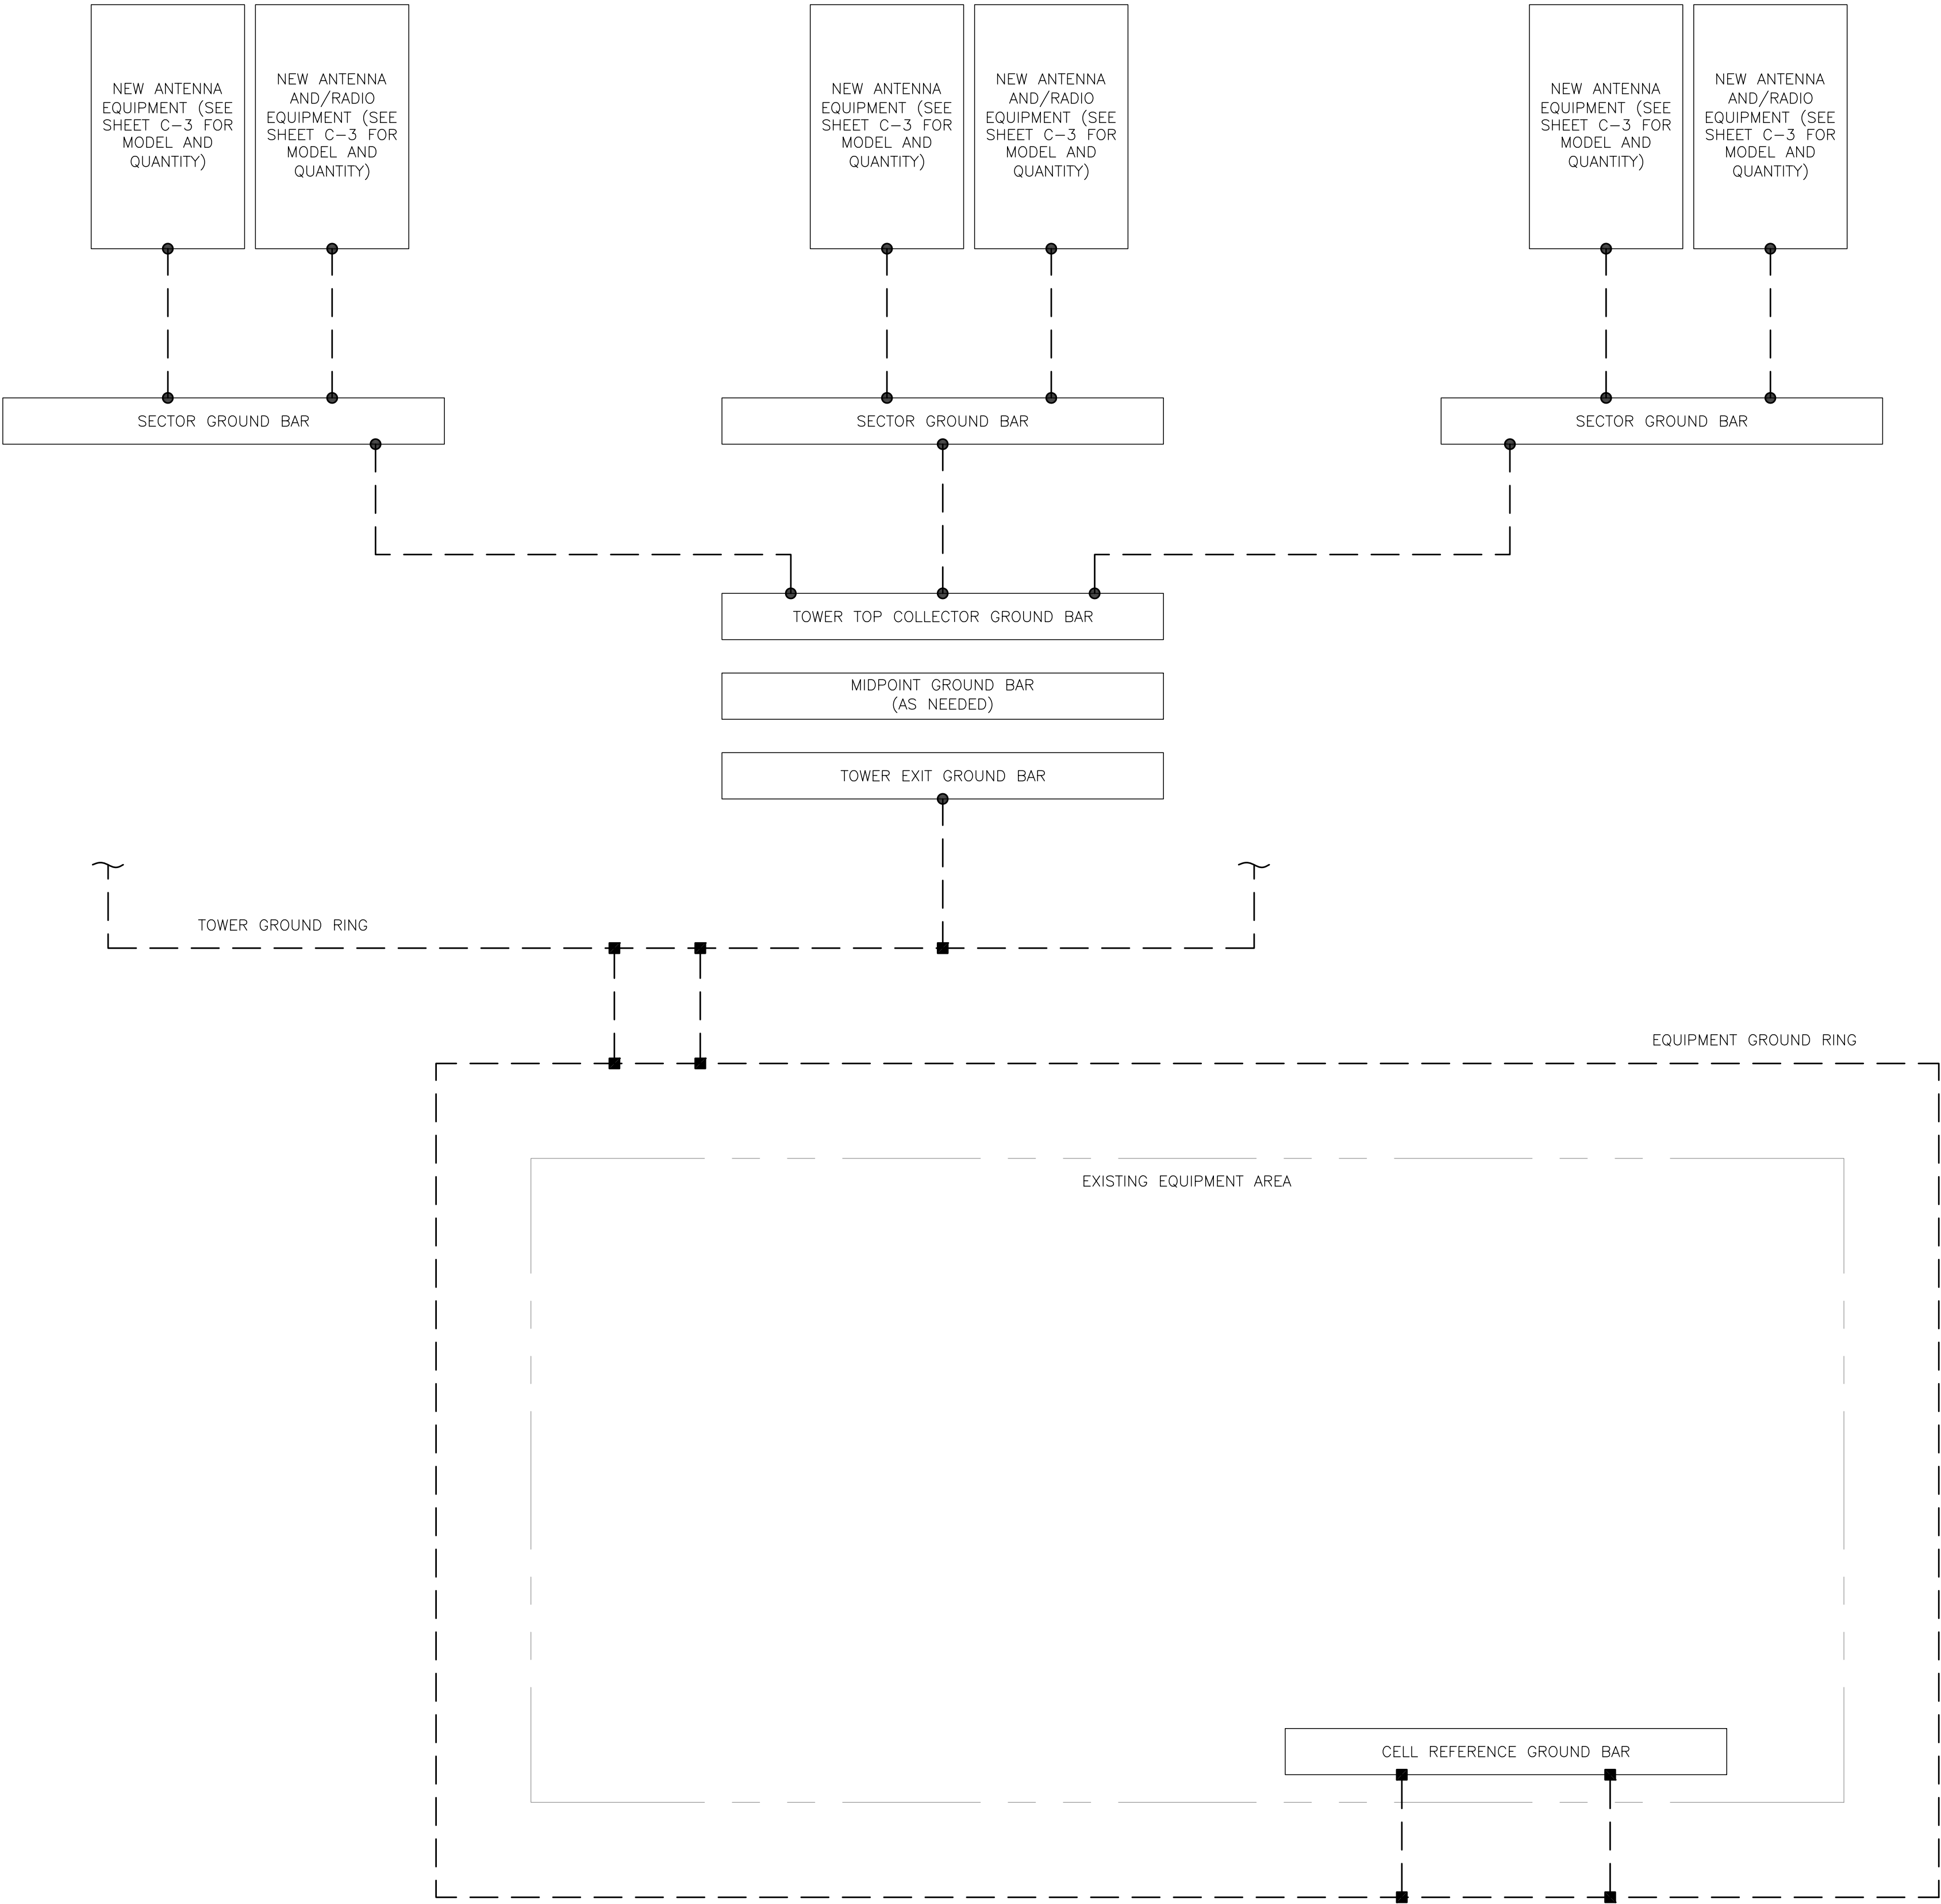 NEW ANTENNA
EQUIPMENT (SEE
SHEET C-3 FOR
MODEL AND
QUANTITY)
NEW ANTENNA
AND/RADIO
EQUIPMENT (SEE
SHEET C-3 FOR
MODEL AND
QUANTITY)
NEW ANTENNA
EQUIPMENT (SEE
SHEET C-3 FOR
MODEL AND
QUANTITY)
NEW ANTENNA
AND/RADIO
EQUIPMENT (SEE
SHEET C-3 FOR
MODEL AND
QUANTITY)
NEW ANTENNA
EQUIPMENT (SEE
SHEET C-3 FOR
MODEL AND
QUANTITY)
NEW ANTENNA
AND/RADIO
EQUIPMENT (SEE
SHEET C-3 FOR
MODEL AND
QUANTITY)
SECTOR GROUND BAR
SECTOR GROUND BAR
SECTOR GROUND BAR
TOWER TOP COLLECTOR GROUND BAR
MIDPOINT GROUND BAR
(AS NEEDED)
TOWER EXIT GROUND BAR
TOWER GROUND RING
EQUIPMENT GROUND RING
EXISTING EQUIPMENT AREA
CELL REFERENCE GROUND BAR